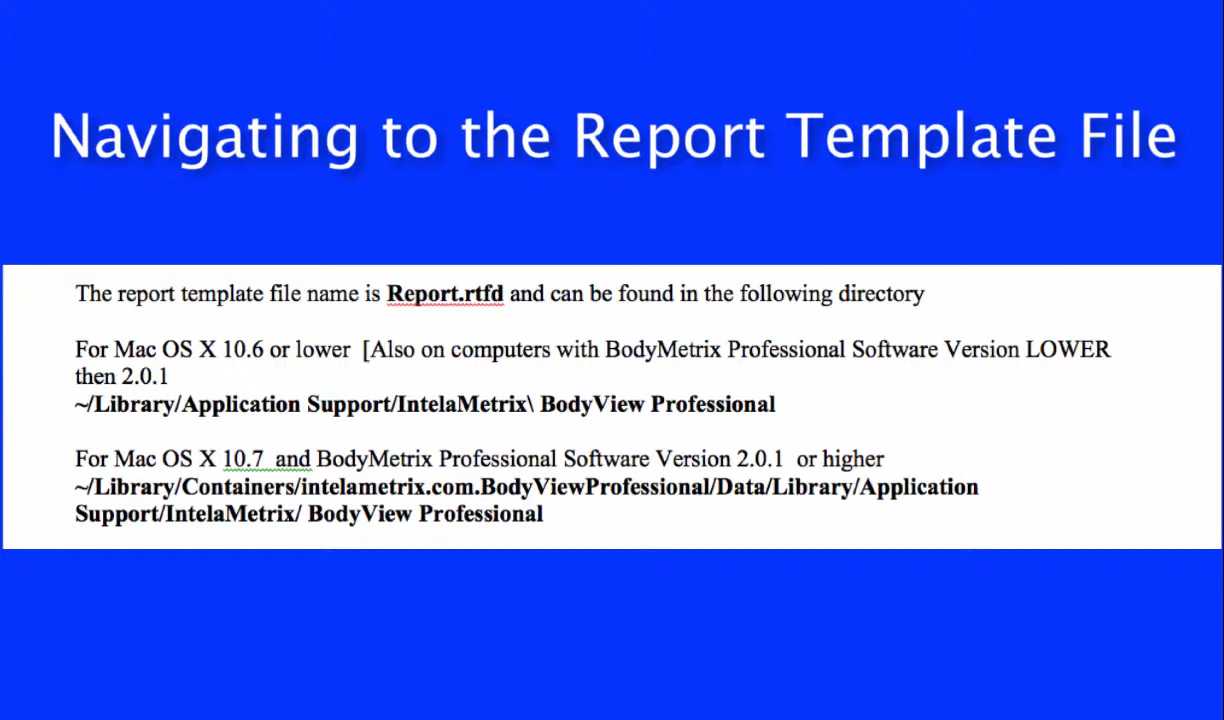 Navigating to the Report Template File
The report template file name is Report.rtfd and can be found in the following directory
For Mac OS X 10.6 or lower  [Also on computers with BodyMetrix Professional Software Version LOWER
then 2.0.1
~/Library/Application Support/IntelaMetrix\ BodyView Professional
For Mac OS X 10.7  and BodyMetrix Professional Software Version 2.0.1  or higher
~/Library/Containers/intelametrix.com.BodyViewProfessional/Data/Library/Application
Support/IntelaMetrix/ BodyView Professional